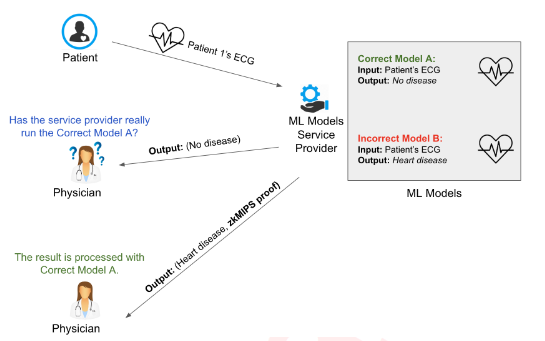 Patient
Patient 1's ECG
Correct Model A:
Input: Patient's ECG
Output: No disease
Incorrect Model B:
Input: Patient's ECG
Output: Heart disease
ML Models
ML Models
Service
Provider
Has the service provider really
run the Correct Model A?
Output: (No disease)
Physician
Output: (Heart disease, zkMIPS proof)
The result is processed with
Correct Model A.
Physician